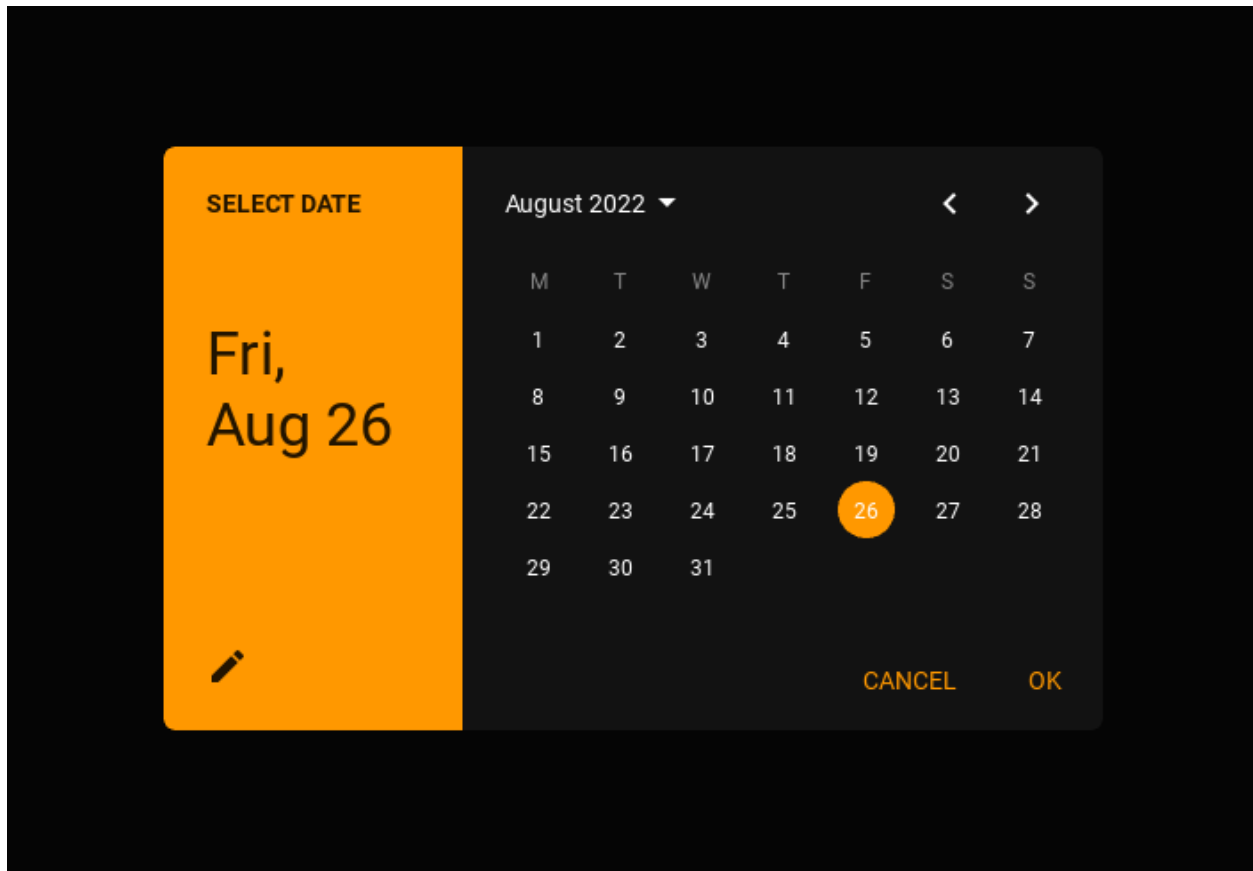 SELECT DATE
Fri,
Aug 26
August 2022
M T W T F S S
1 2 3 4 5 6 7
8 9 10 11 12 13 14
15 16 17 18 19 20 21
22 23 24 25 26 27 28
29 30 31
CANCEL OK